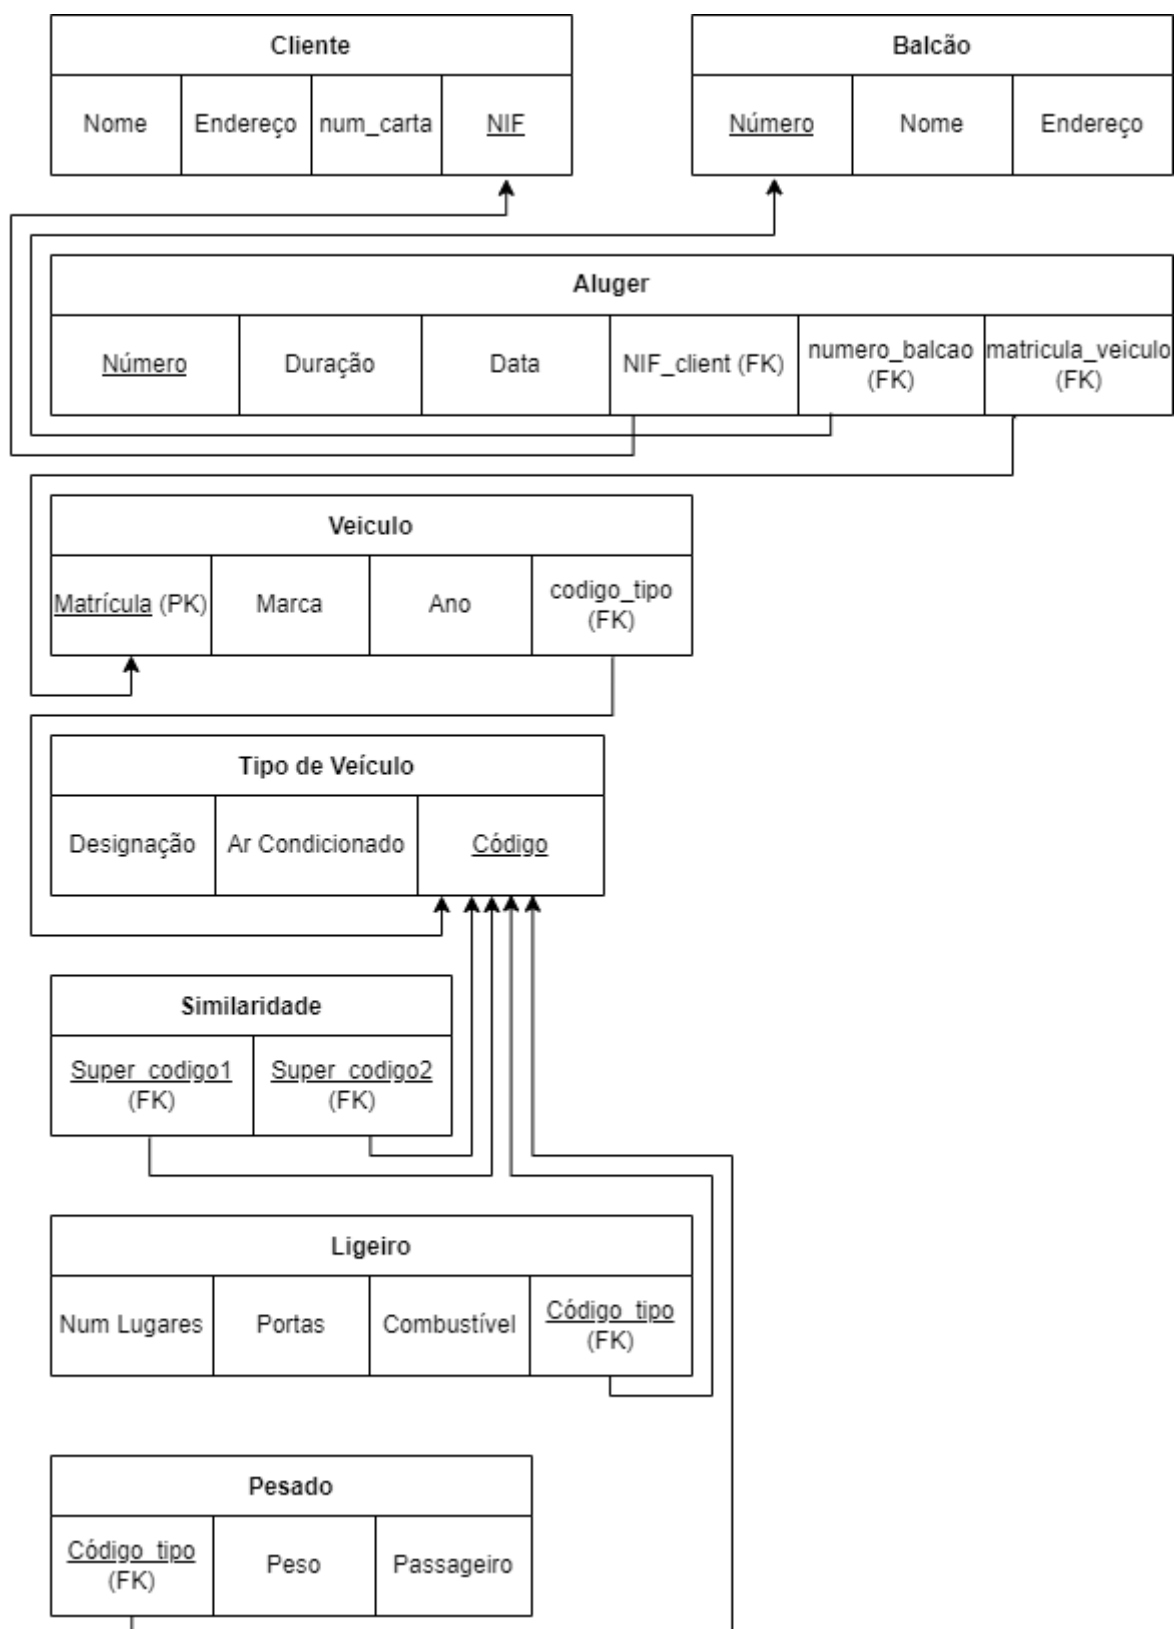 Cliente
Nome Endereço num_carta NIF
Balcão
Número Nome Endereço
Aluger
Número Duração Data NIF_client (FK) numero_balcao (FK) matricula_veiculo (FK)
Veiculo
Matrícula (PK) Marca Ano codigo_tipo (FK)
Tipo de Veículo
Designação Ar Condicionado Código
Similaridade
Super_codigo1 (FK) Super_codigo2 (FK)
Ligeiro
Num Lugares Portas Combustível Código_tipo (FK)
Pesado
Código_tipo (FK) Peso Passageiro